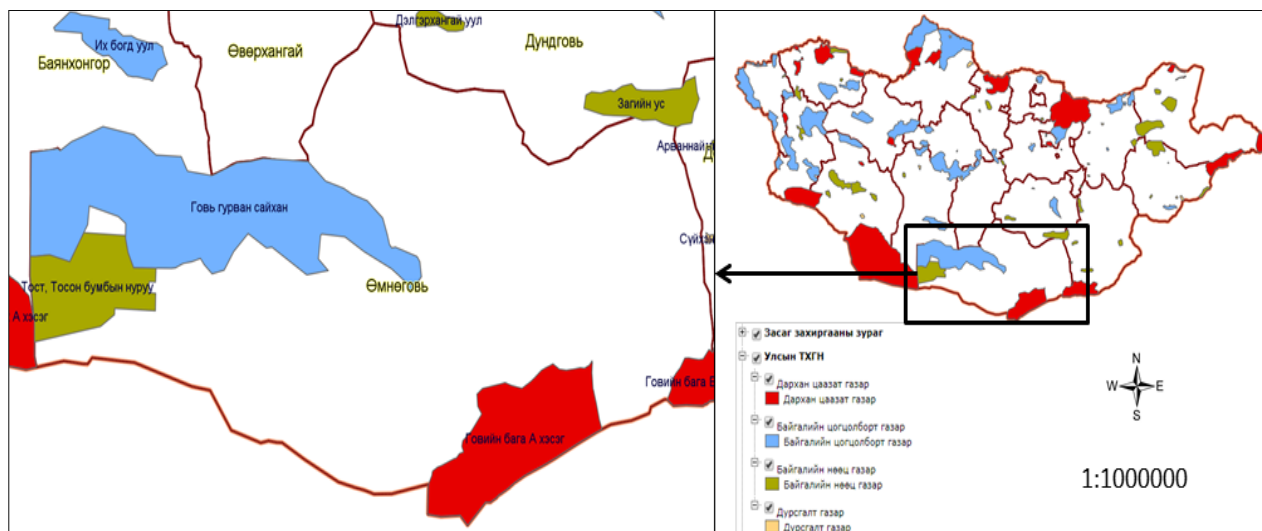 Дэлгэрхангай уул
Их богд уул
Өвөрхангай
Дундговь
Баянхонгор
Загийн ус
Говь гурван сайхан
Өмнөговь
Тост, Тосон бумбын нуруу
А хэсэг
Говийн бага А хэсэг
Говийн бага
Засаг захиргааны зураг
Улсын ТХГН
Дархан цаазат газар
Дархан цаазат газар
Байгалийн цогцолборт газар
Байгалийн цогцолборт газар
Байгалийн нөөц газар
Байгалийн нөөц газар
Дурсгалт газар
Дурсгалт газар
N
W E
S
1:1000000